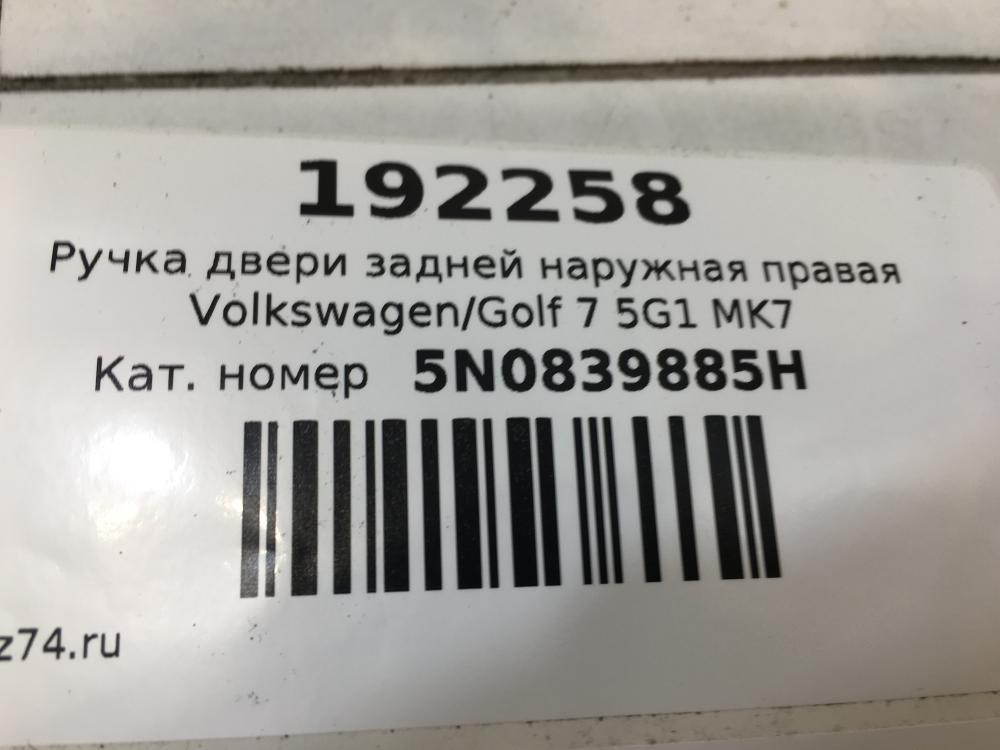 192258
Ручка двери задней наружная правая
Volkswagen/Golf 7 5G1 MK7
Кат. номер 5N0839885H
z74.ru